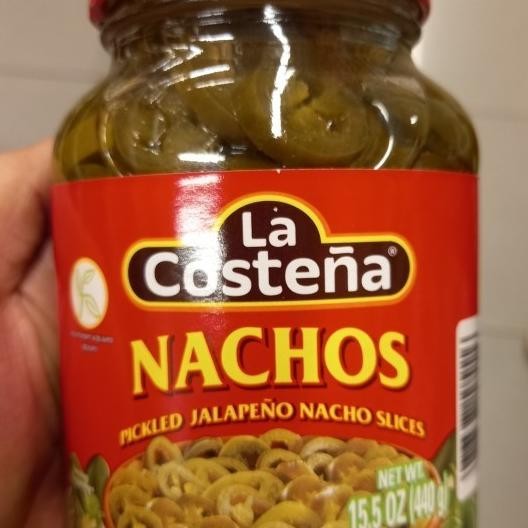 La
Costeña®
NACHOS
PICKLED JALAPEÑO NACHO SLICES
NET WT.
15.5 OZ (440 g)